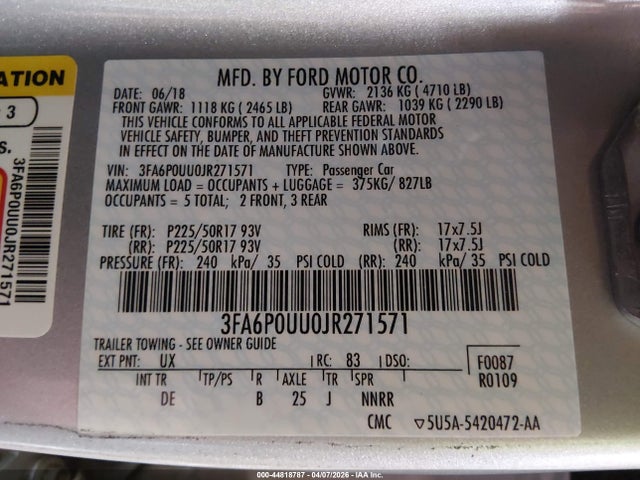 ATION
3
s.
3FA6P0UU0JR271571
MFD. BY FORD MOTOR CO.
DATE: 06/18 GVWR: 2136 KG ( 4710 LB)
FRONT GAWR: 1118 KG ( 2465 LB) REAR GAWR: 1039 KG ( 2290 LB)
THIS VEHICLE CONFORMS TO ALL APPLICABLE FEDERAL MOTOR
VEHICLE SAFETY, BUMPER, AND THEFT PREVENTION STANDARDS
IN EFFECT ON THE DATE OF MANUFACTURE SHOWN ABOVE.
VIN: 3FA6P0UU0JR271571 TYPE: Passenger Car
MAXIMUM LOAD = OCCUPANTS + LUGGAGE = 375KG/ 827LB
OCCUPANTS = 5 TOTAL; 2 FRONT, 3 REAR
TIRE (FR): P225/50R17 93V RIMS (FR): 17x7.5J
(RR): P225/50R17 93V (RR): 17x7.5J
PRESSURE (FR): 240 kPa/ 35 PSI COLD (RR): 240 kPa/ 35 PSI COLD
3FA6P0UU0JR271571
TRAILER TOWING - SEE OWNER GUIDE
EXT PNT: UX RC: 83 DSO: F0087
INT TR TP/PS R AXLE TR SPR R0109
DE B 25 J NNRR
CMC ▽5U5A-5420472-AA
000-44818787 - 04/07/2026 - IAA Inc.